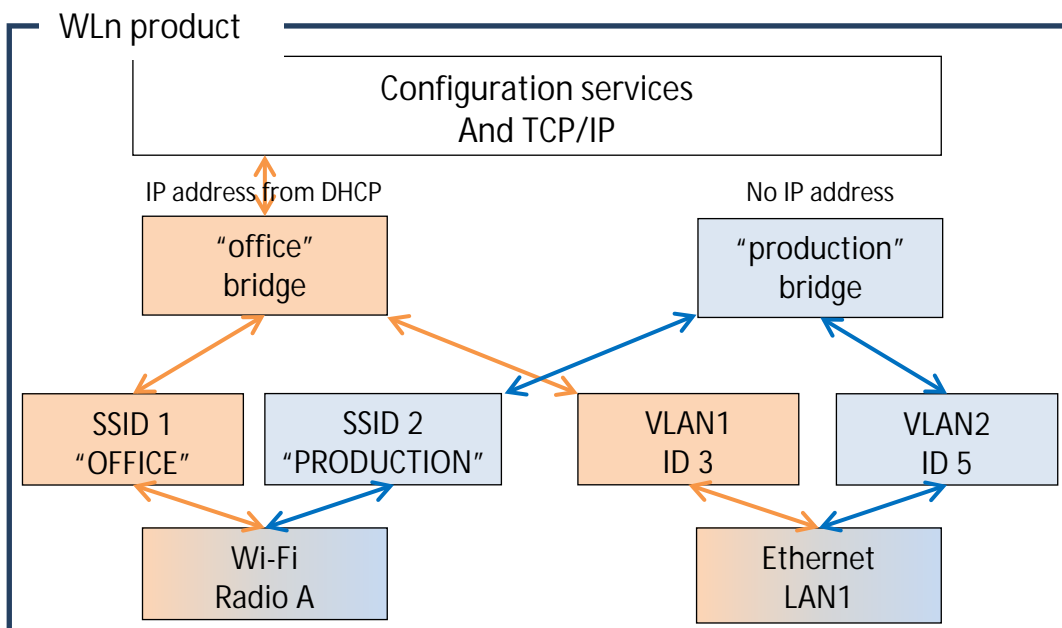 WLn product
Configuration services
And TCP/IP
IP address from DHCP
No IP address
“office”
bridge
“production”
bridge
SSID 1
“OFFICE”
SSID 2
“PRODUCTION”
VLAN1
ID 3
VLAN2
ID 5
Wi-Fi
Radio A
Ethernet
LAN1